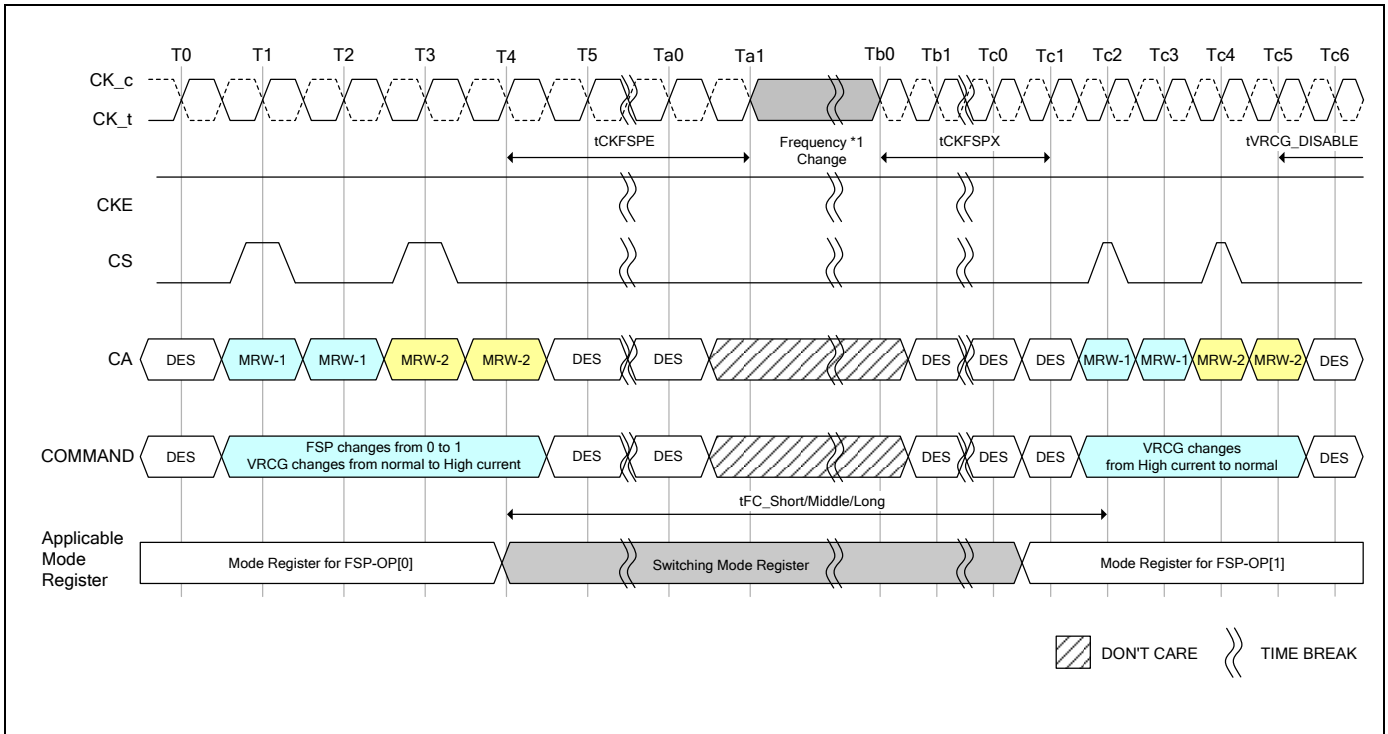 T0 T1 T2 T3 T4 T5 Ta0 Ta1 Tb0 Tb1 Tc0 Tc1 Tc2 Tc3 Tc4 Tc5 Tc6
CK_c
CK_t
tCKFSPE
Frequency *1
Change
tCKFSPX
tVRCG_DISABLE
CKE
CS
CA
DES MRW-1 MRW-1 MRW-2 MRW-2 DES DES DES DES DES MRW-1 MRW-1 MRW-2 MRW-2 DES
COMMAND
DES
FSP changes from 0 to 1
VRCG changes from normal to High current
DES DES DES DES DES
VRCG changes
from High current to normal
DES
tFC_Short/Middle/Long
Applicable
Mode
Register
Mode Register for FSP-OP[0]
Switching Mode Register
Mode Register for FSP-OP[1]
DON'T CARE
TIME BREAK